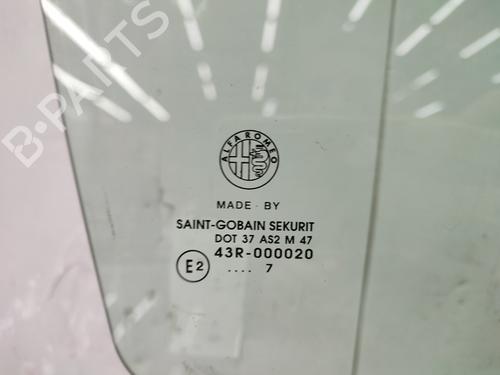 B-PARTS
ALFA ROMEO
MADE · BY
SAINT-GOBAIN SEKURIT
DOT 37 AS2 M 47
43R-000020
E2
.... 7